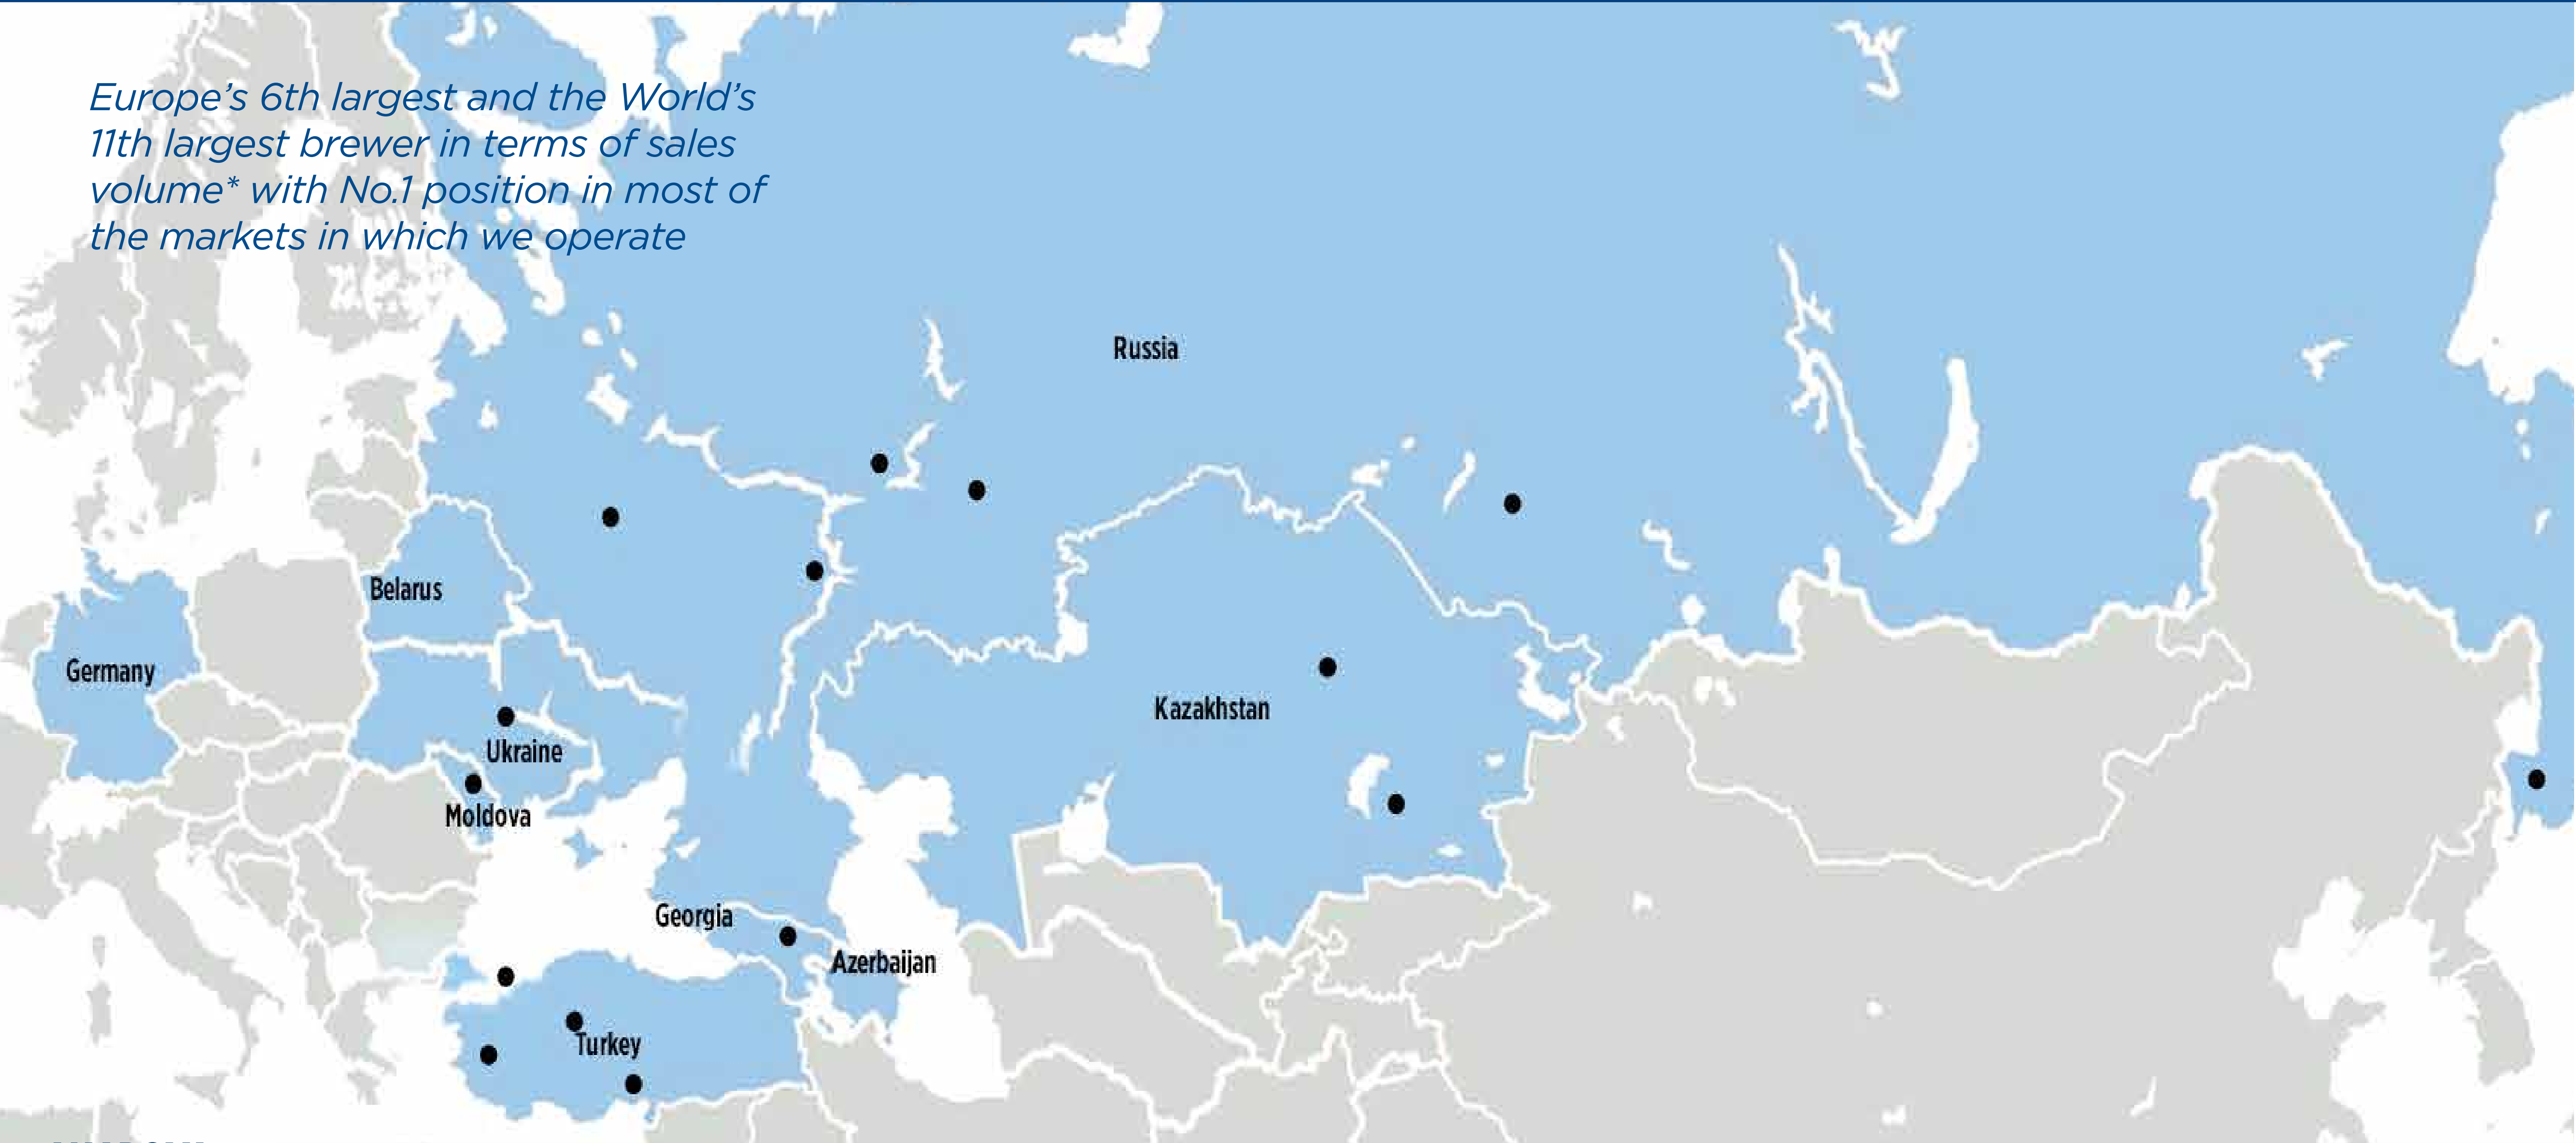 Europe's 6th largest and the World's
11th largest brewer in terms of sales
volume* with No.1 position in most of
the markets in which we operate
Russia
Belarus
Germany
Kazakhstan
Ukraine
Moldova
Georgia
Azerbaijan
Turkey